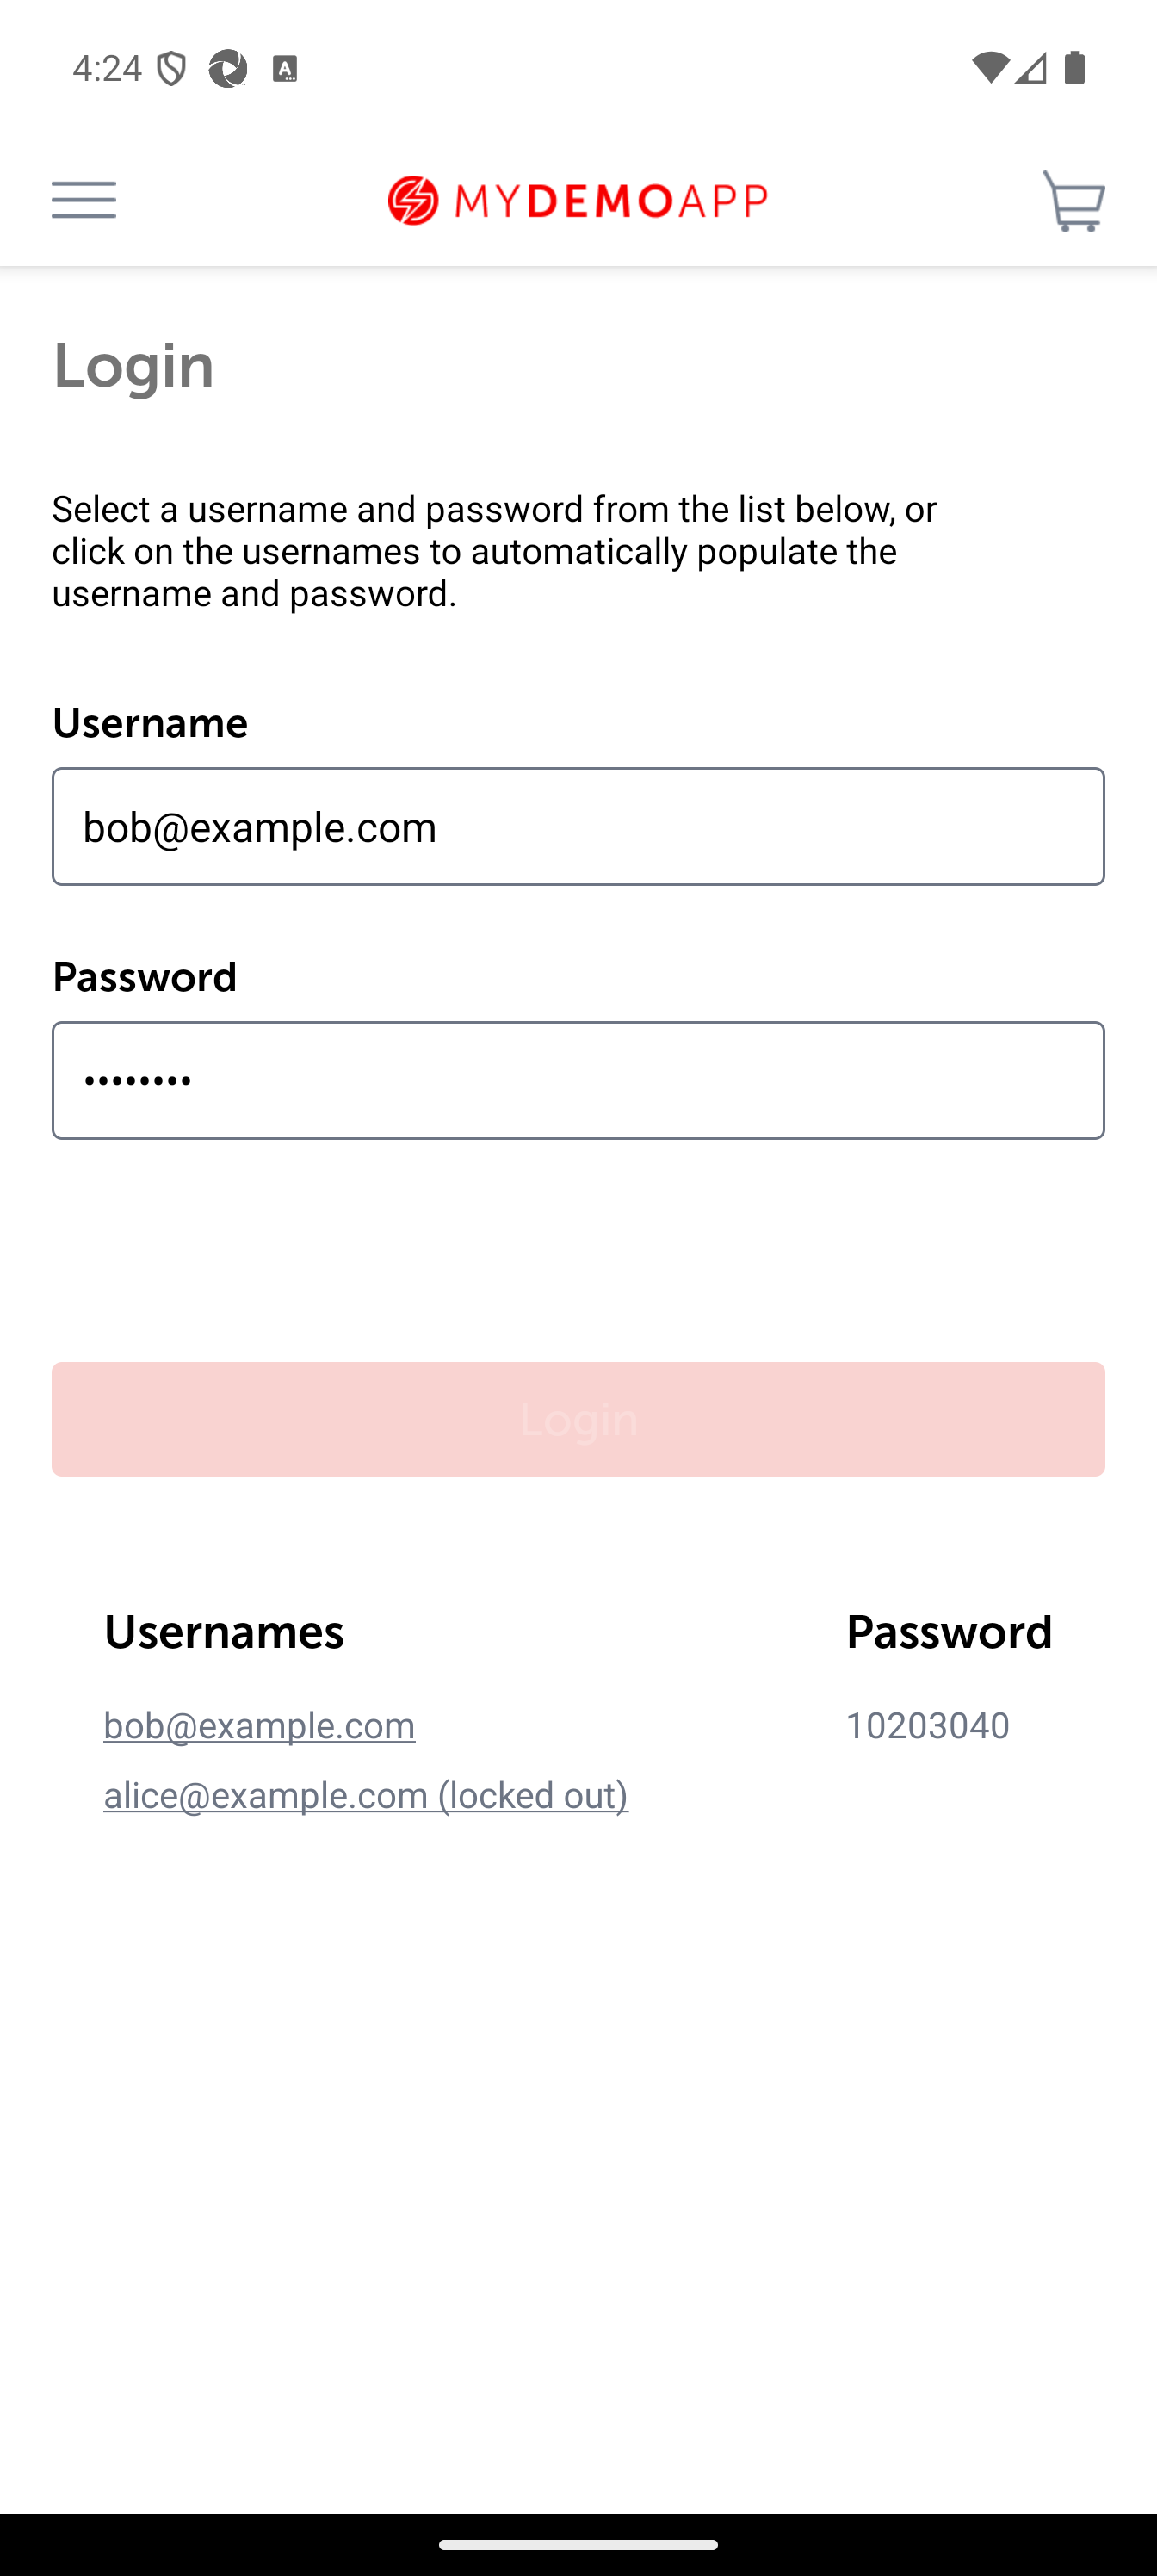 4:24
MYDEMOAPP
Login
Select a username and password from the list below, or
click on the usernames to automatically populate the
username and password.
Username
bob@example.com
Password
••••••••
Login
Usernames Password
bob@example.com 10203040
alice@example.com (locked out)